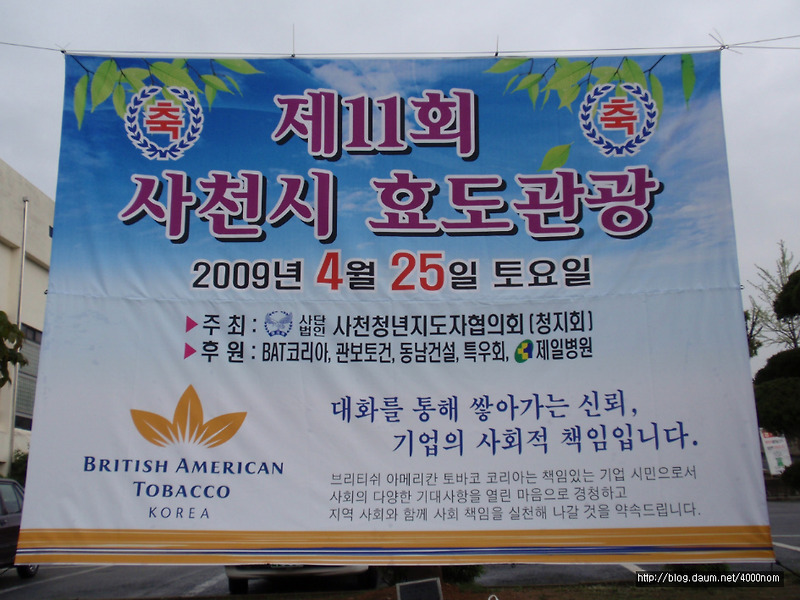 축 축
제11회
사천시 효도관광
2009년 4월 25일 토요일
▶주 최 : 사단법인 사천청년지도자협의회(청지회)
▶후 원 : BAT코리아, 관보토건, 동남건설, 특우회, 제일병원
대화를 통해 쌓아가는 신뢰,
기업의 사회적 책임입니다.
BRITISH AMERICAN
TOBACCO
KOREA
브리티쉬 아메리칸 토바코 코리아는 책임있는 기업 시민으로서
사회의 다양한 기대사항을 열린 마음으로 경청하고
지역 사회와 함께 사회 책임을 실천해 나갈 것을 약속드립니다.
http://blog.daum.net/4000nom